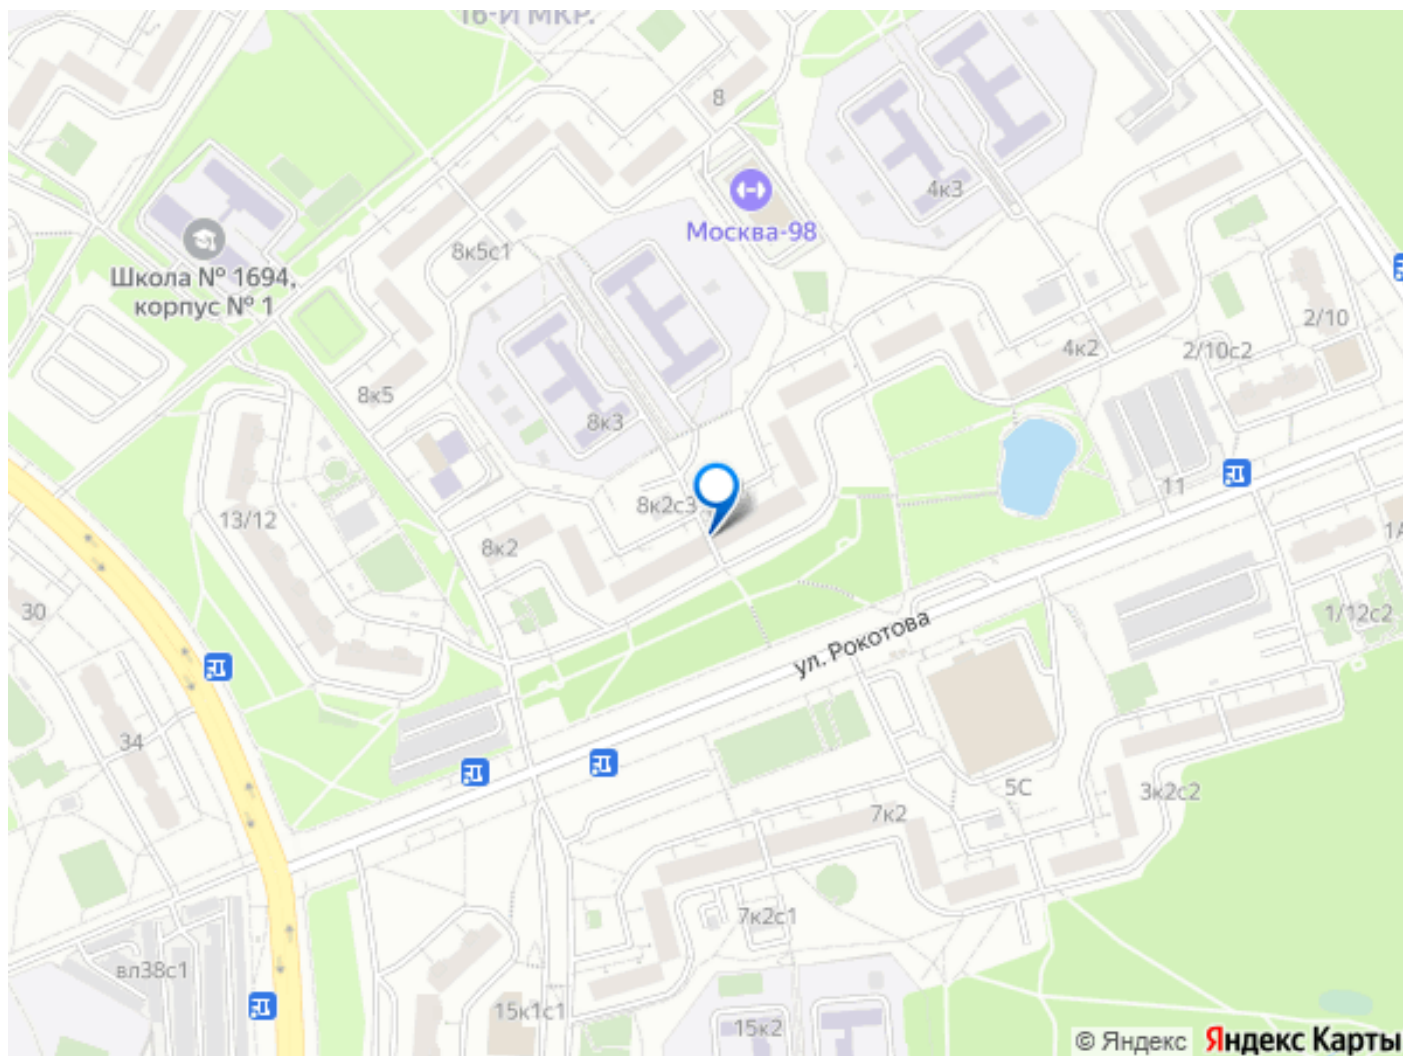 16-Й МКР.
8
4к3
Москва-98
8к5с1
Школа № 1694,
корпус № 1
2/10
4к2
2/10с2
8к5
8к3
11
8к2с3
13/12
8к2
1А
30
1/12с2
ул. Рокотова
34
5С
3к2с2
7к2
7к2с1
вл38с1
15к1с1
15к2
© Яндекс
Яндекс Карты